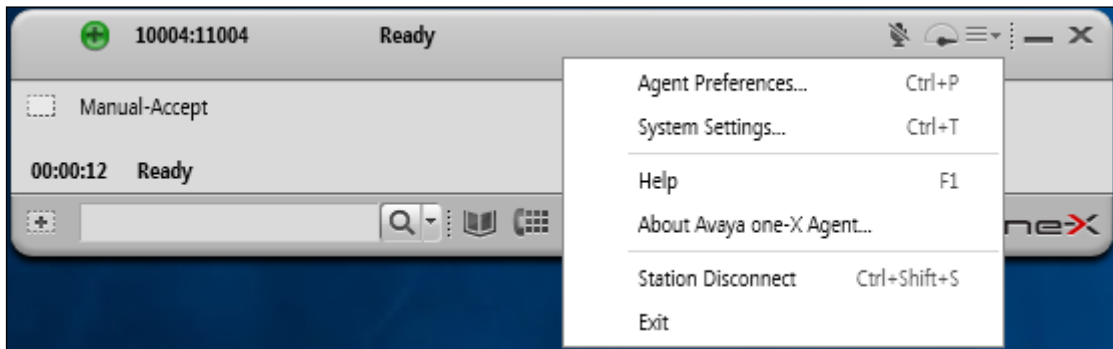 10004:11004 Ready
Agent Preferences... Ctrl+P
Manual-Accept
System Settings... Ctrl+T
00:00:12 Ready
Help F1
About Avaya one-X Agent...
ne-X
Station Disconnect Ctrl+Shift+S
Exit